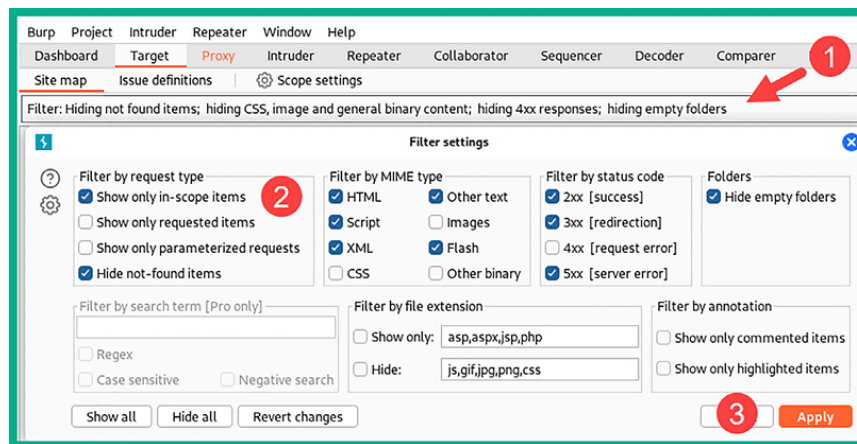 Burp Project Intruder Repeater Window Help
Dashboard Target Proxy Intruder Repeater Collaborator Sequencer Decoder Comparer
1
Site map Issue definitions Scope settings
Filter: Hiding not found items; hiding CSS, image and general binary content; hiding 4xx responses; hiding empty folders
Filter settings
Filter by request type
Show only in-scope items
2
Show only requested items
Show only parameterized requests
Hide not-found items
Filter by MIME type
HTML Other text
Script Images
XML Flash
CSS Other binary
Filter by status code
2xx [success]
3xx [redirection]
4xx [request error]
5xx [server error]
Folders
Hide empty folders
Filter by search term [Pro only]
Regex
Case sensitive Negative search
Filter by file extension
Show only: asp,aspx,jsp,php
Hide: js,gif,jpg,png,css
Filter by annotation
Show only commented items
Show only highlighted items
Show all Hide all Revert changes
3
Apply